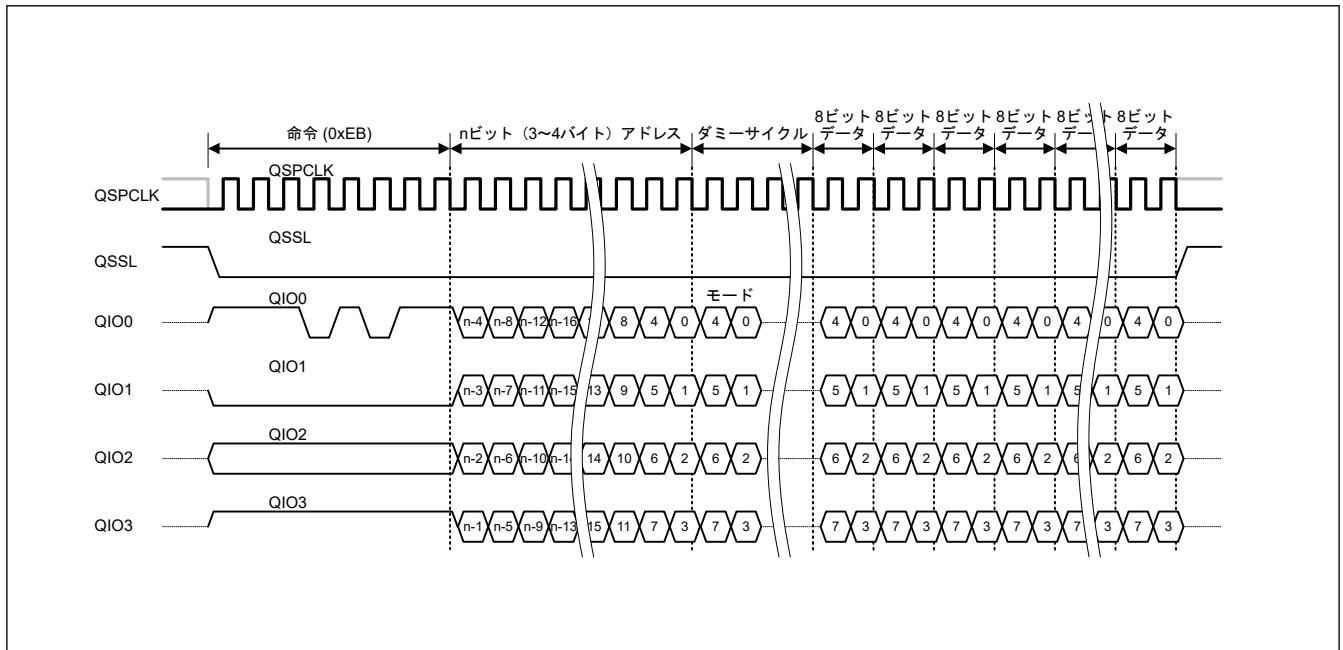 8ビット 8ビット 8ビット 8ビット 8ビット 8ビット
命令 (0xEB) nビット（3～4バイト）アドレス ダミーサイクル データ データ データ データ データ データ
QSPCLK
QSPCLK
QSSL
QSSL
QIO0
モード
QIO0 n-4 n-8 n-12 n-16 8 4 0 4 0 4 0 4 0 4 0 4 0 4 0 4 0
QIO1
QIO1 n-3 n-7 n-11 n-15 13 9 5 1 5 1 5 1 5 1 5 1 5 1 5 1 5 1
QIO2
QIO2 n-2 n-6 n-10 n-14 14 10 6 2 6 2 6 2 6 2 6 2 6 2 6 2 6 2
QIO3
QIO3 n-1 n-5 n-9 n-13 15 11 7 3 7 3 7 3 7 3 7 3 7 3 7 3 7 3